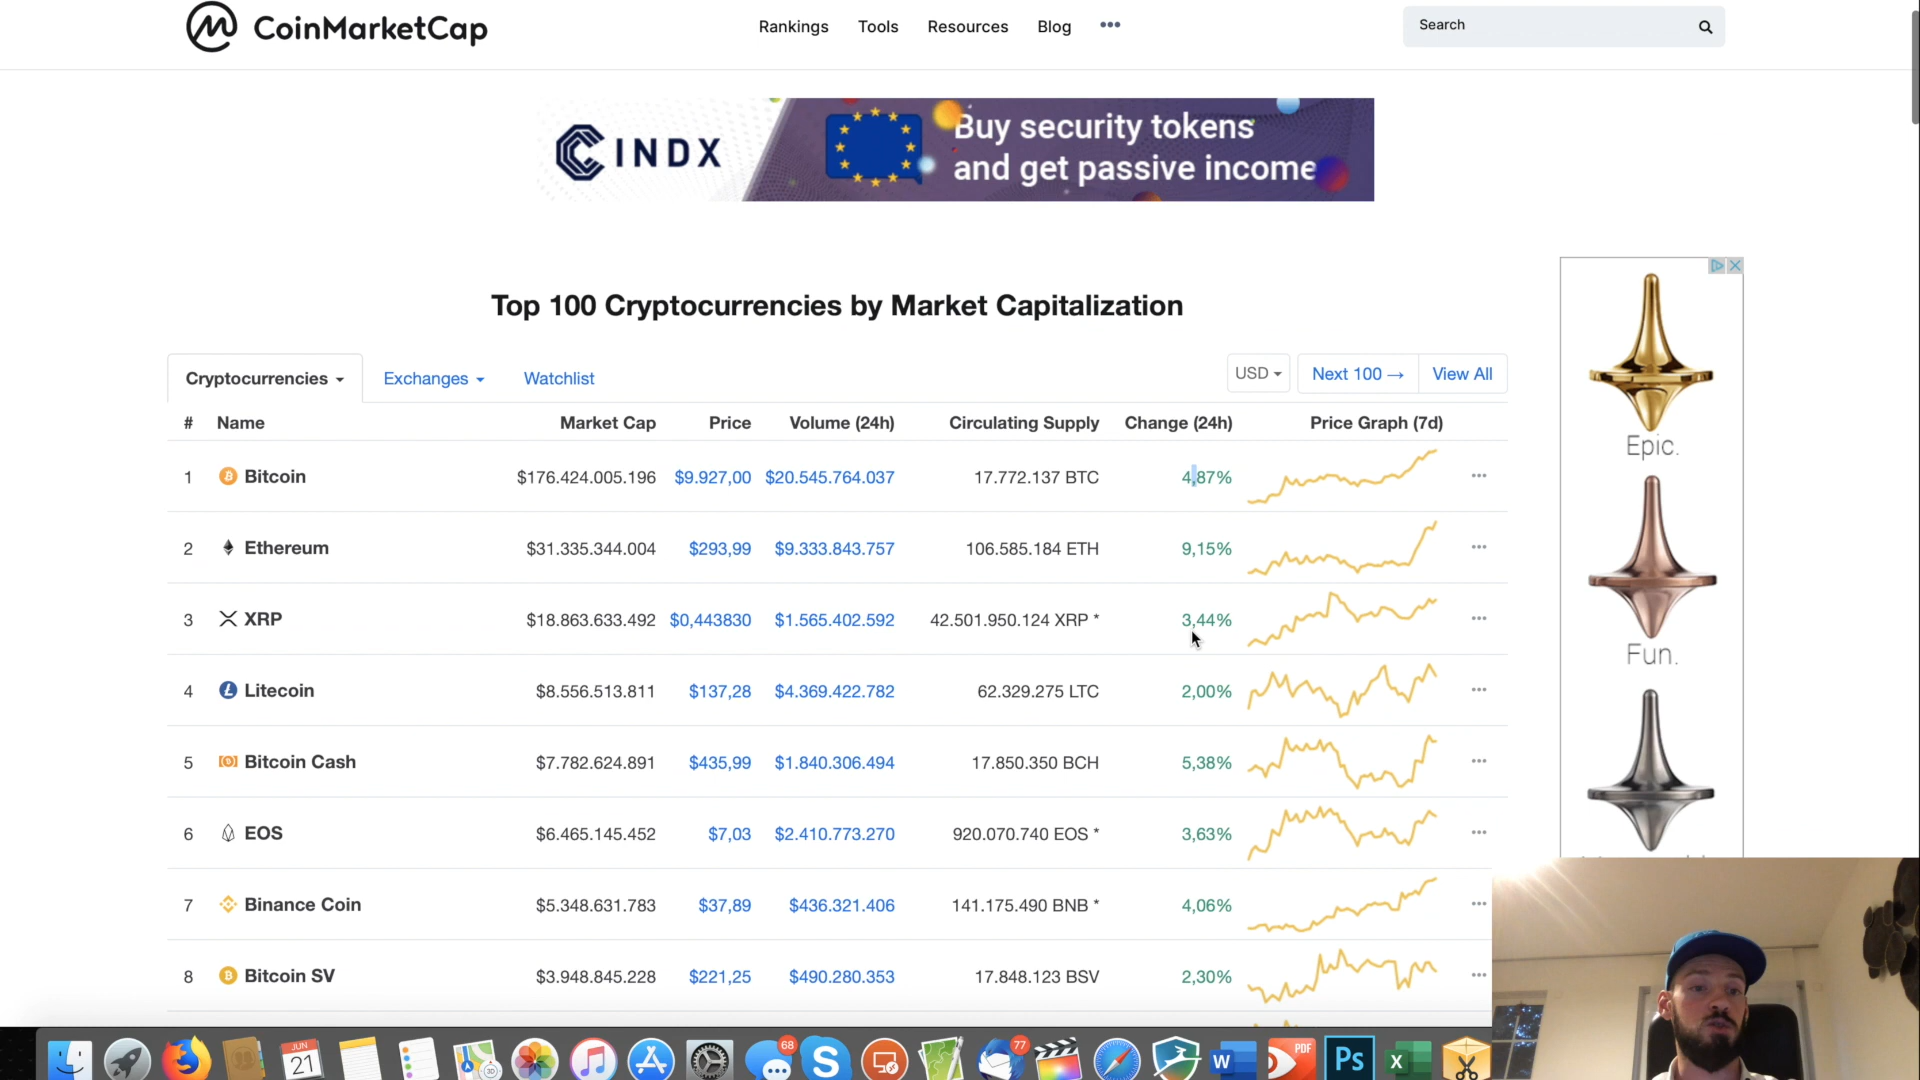 CoinMarketCap
Rankings Tools Resources Blog •••
Search
INDX
Buy security tokens
and get passive income
Top 100 Cryptocurrencies by Market Capitalization
Cryptocurrencies Exchanges Watchlist USD Next 100 → View All
# Name Market Cap Price Volume (24h) Circulating Supply Change (24h) Price Graph (7d)
1 Bitcoin $176.424.005.196 $9.927,00 $20.545.764.037 17.772.137 BTC 4,87%
2 Ethereum $31.335.344.004 $293,99 $9.333.843.757 106.585.184 ETH 9,15%
3 XRP $18.863.633.492 $0,443830 $1.565.402.592 42.501.950.124 XRP * 3,44%
4 Litecoin $8.556.513.811 $137,28 $4.369.422.782 62.329.275 LTC 2,00%
5 Bitcoin Cash $7.782.624.891 $435,99 $1.840.306.494 17.850.350 BCH 5,38%
6 EOS $6.465.145.452 $7,03 $2.410.773.270 920.070.740 EOS * 3,63%
7 Binance Coin $5.348.631.783 $37,89 $436.321.406 141.175.490 BNB * 4,06%
8 Bitcoin SV $3.948.845.228 $221,25 $490.280.353 17.848.123 BSV 2,30%
Epic.
Fun.
JUN
21
3D
68
S
77
W
PDF
Ps
X